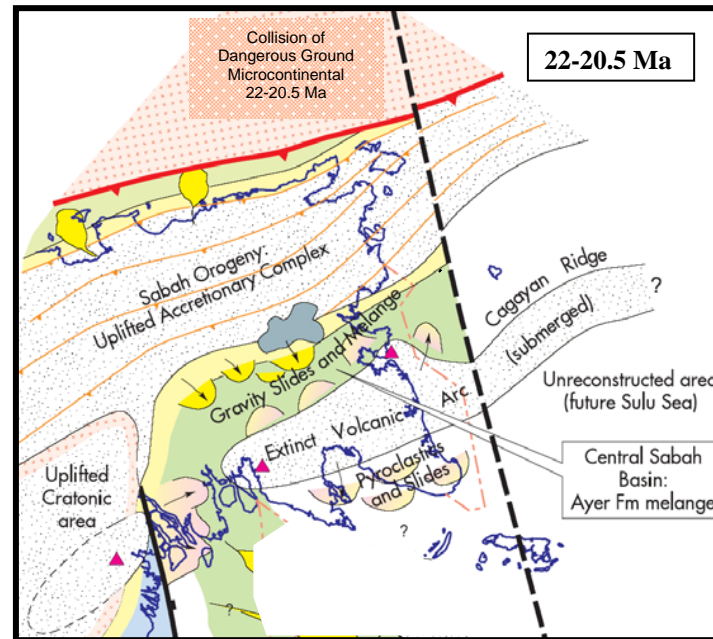 Collision of
Dangerous Ground
Microcontinental
22-20.5 Ma
22-20.5 Ma
Sabah Orogeny:
Uplifted Accretionary Complex
Cagayan Ridge
(submerged)
?
Gravity Slides and Melange
Unreconstructed area
(future Sulu Sea)
Extinct Volcanic Arc
Central Sabah
Basin:
Ayer Fm melange
Uplifted
Cratonic
area
Pyroclastics
and Slides
?
?